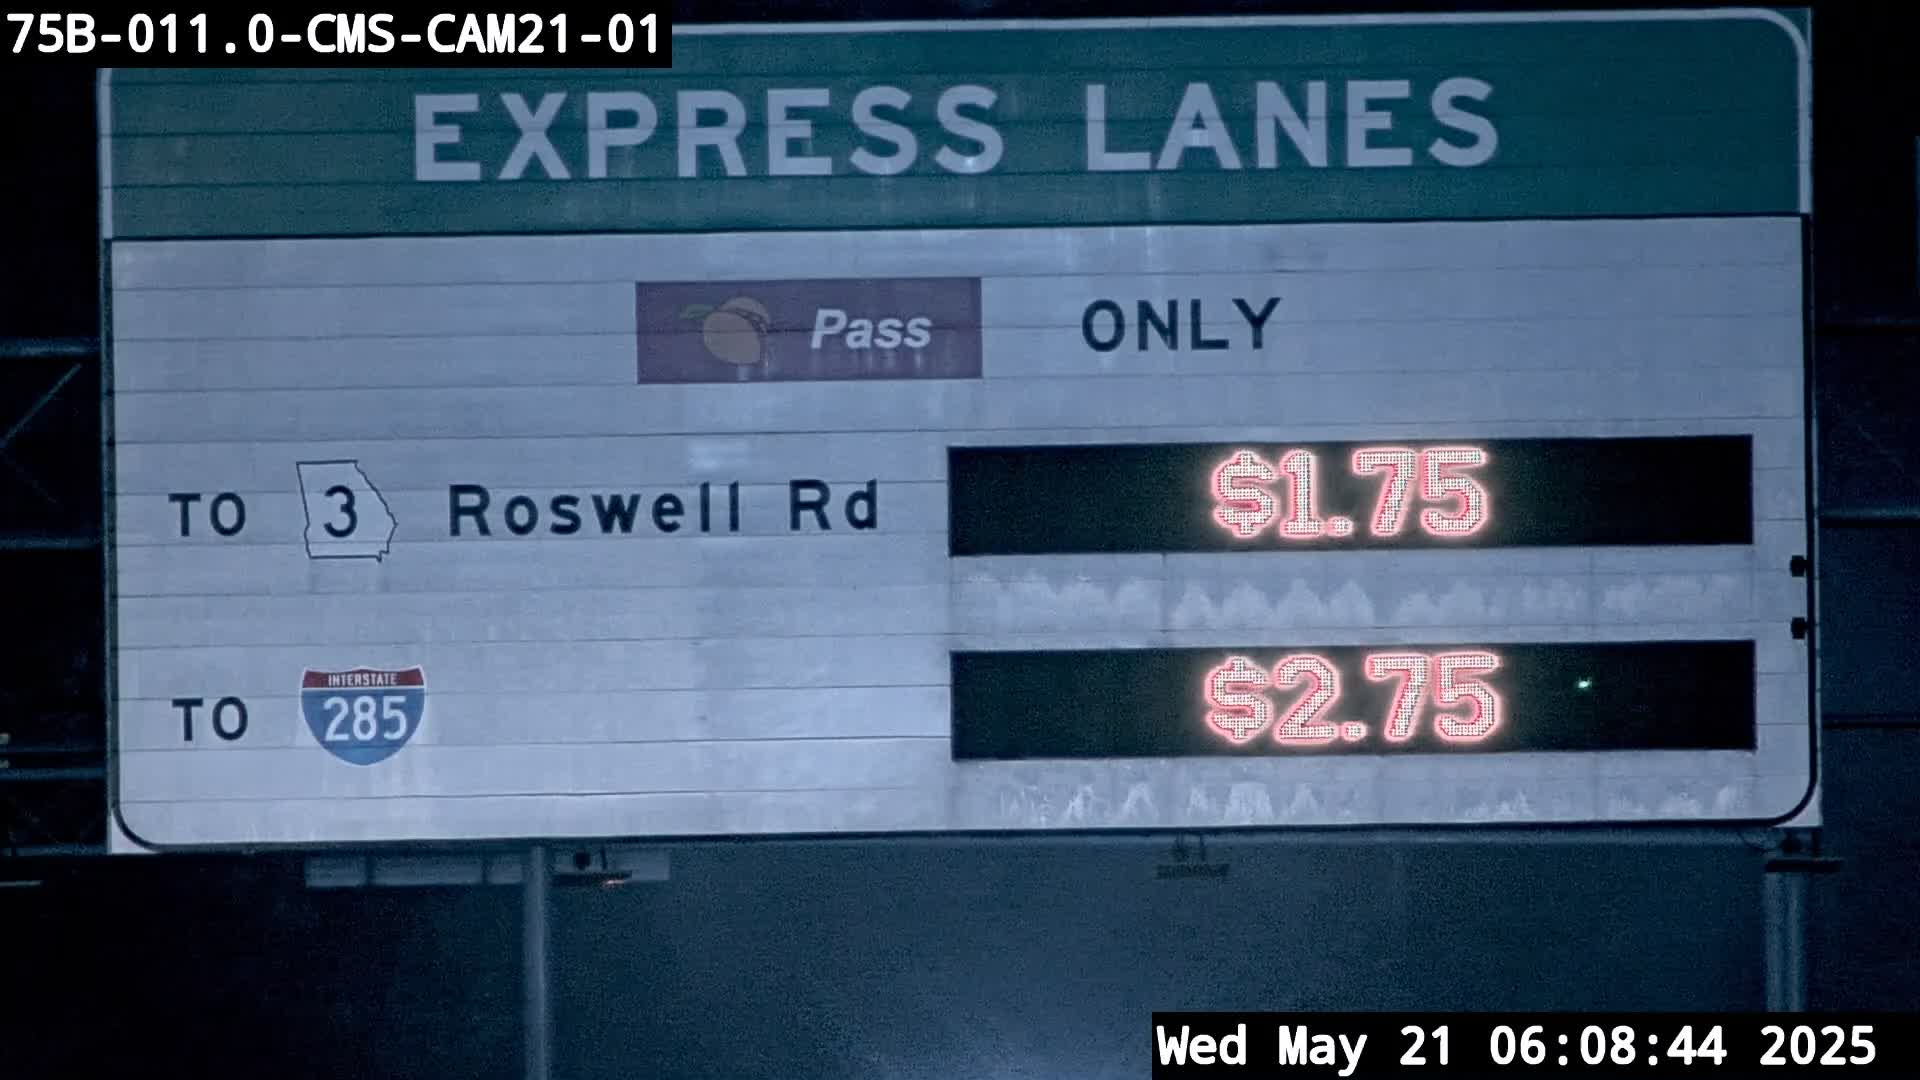 75B-011.0-CMS-CAM21-01
EXPRESS LANES
Pass ONLY
TO 3 Roswell Rd $1.75
INTERSTATE
TO 285 $2.75
Wed May 21 06:08:44 2025